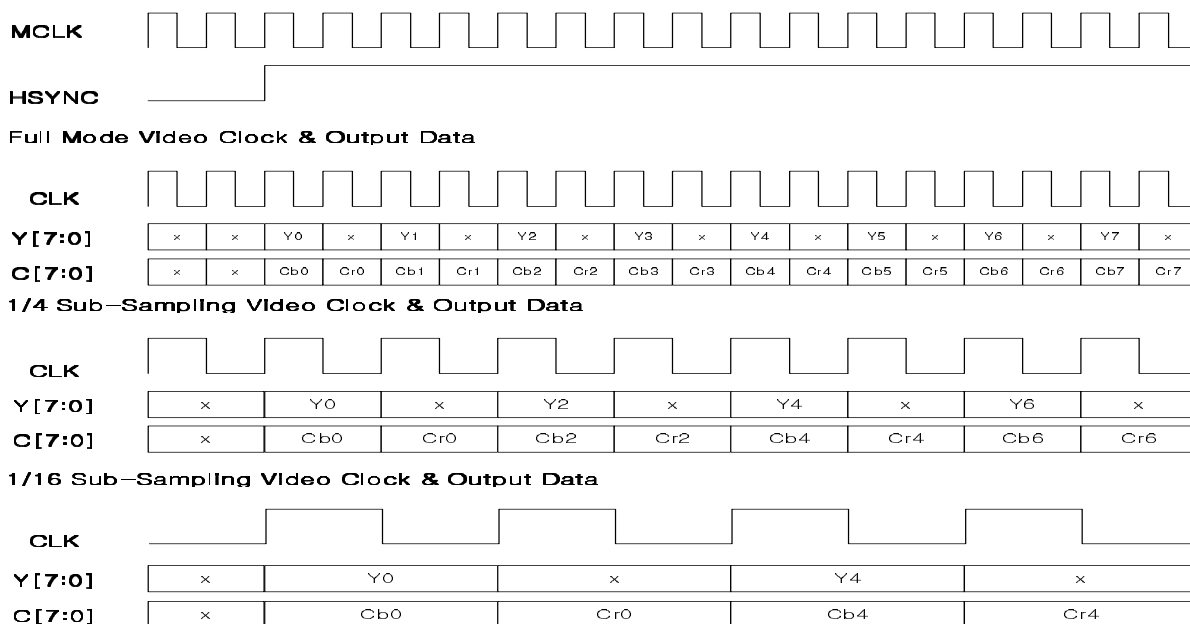 MCLK
HSYNC
Full Mode Video Clock & Output Data
CLK
Y[7:0] × × Y0 × Y1 × Y2 × Y3 × Y4 × Y5 × Y6 × Y7 ×
C[7:0] × × Cb0 Cr0 Cb1 Cr1 Cb2 Cr2 Cb3 Cr3 Cb4 Cr4 Cb5 Cr5 Cb6 Cr6 Cb7 Cr7
1/4 Sub-Sampling Video Clock & Output Data
CLK
Y[7:0] × Y0 × Y2 × Y4 × Y6 ×
C[7:0] × Cb0 Cr0 Cb2 Cr2 Cb4 Cr4 Cb6 Cr6
1/16 Sub-Sampling Video Clock & Output Data
CLK
Y[7:0] × Y0 × Y4 ×
C[7:0] × Cb0 Cr0 Cb4 Cr4